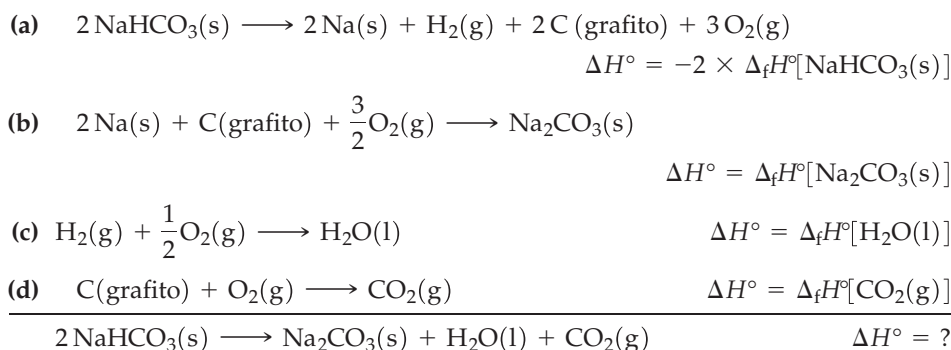 (a) 2 NaHCO₃(s) ⟶ 2 Na(s) + H₂(g) + 2 C (grafito) + 3 O₂(g)
ΔH° = −2 × ΔfH°[NaHCO₃(s)]
(b) 2 Na(s) + C(grafito) + 3/2 O₂(g) ⟶ Na₂CO₃(s)
ΔH° = ΔfH°[Na₂CO₃(s)]
(c) H₂(g) + 1/2 O₂(g) ⟶ H₂O(l) ΔH° = ΔfH°[H₂O(l)]
(d) C(grafito) + O₂(g) ⟶ CO₂(g) ΔH° = ΔfH°[CO₂(g)]
2 NaHCO₃(s) ⟶ Na₂CO₃(s) + H₂O(l) + CO₂(g) ΔH° = ?